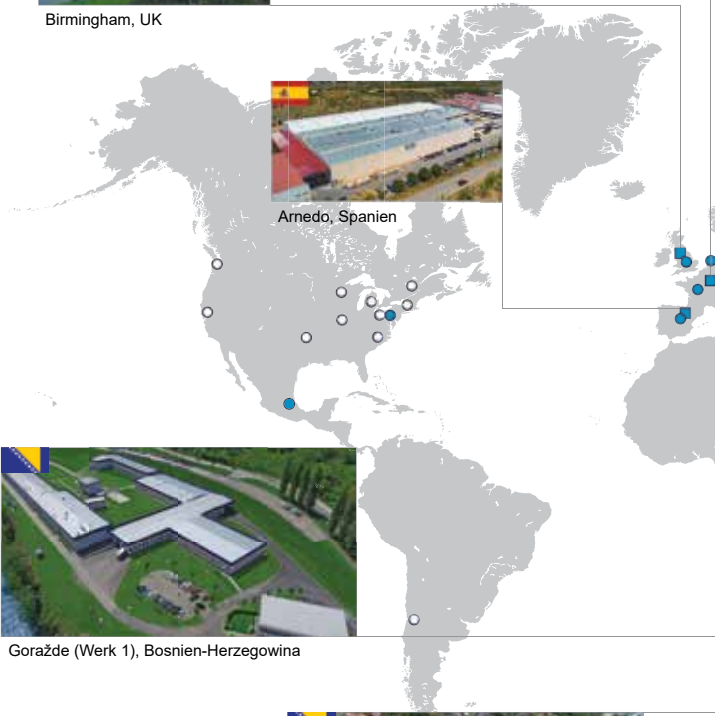 Birmingham, UK
Arnedo, Spanien
Goražde (Werk 1), Bosnien-Herzegowina